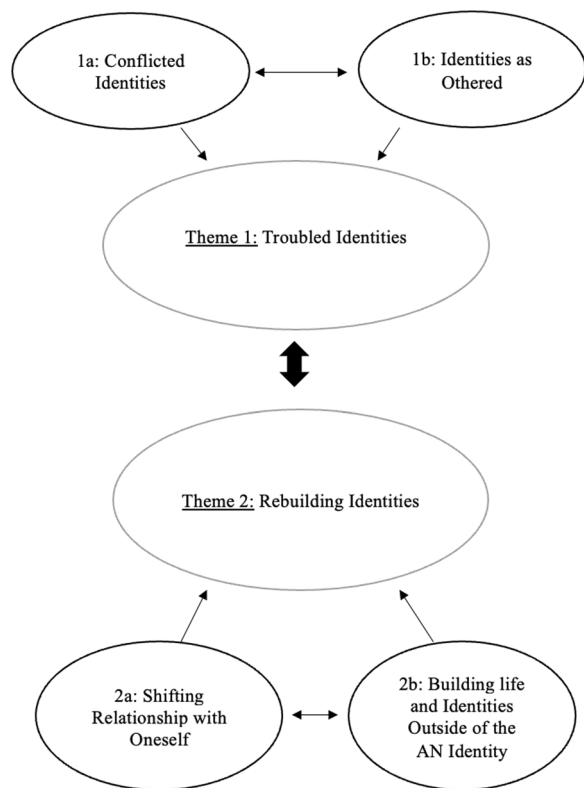 1a: Conflicted
Identities
1b: Identities as
Othered
Theme 1: Troubled Identities
Theme 2: Rebuilding Identities
2a: Shifting
Relationship with
Oneself
2b: Building life
and Identities
Outside of the
AN Identity